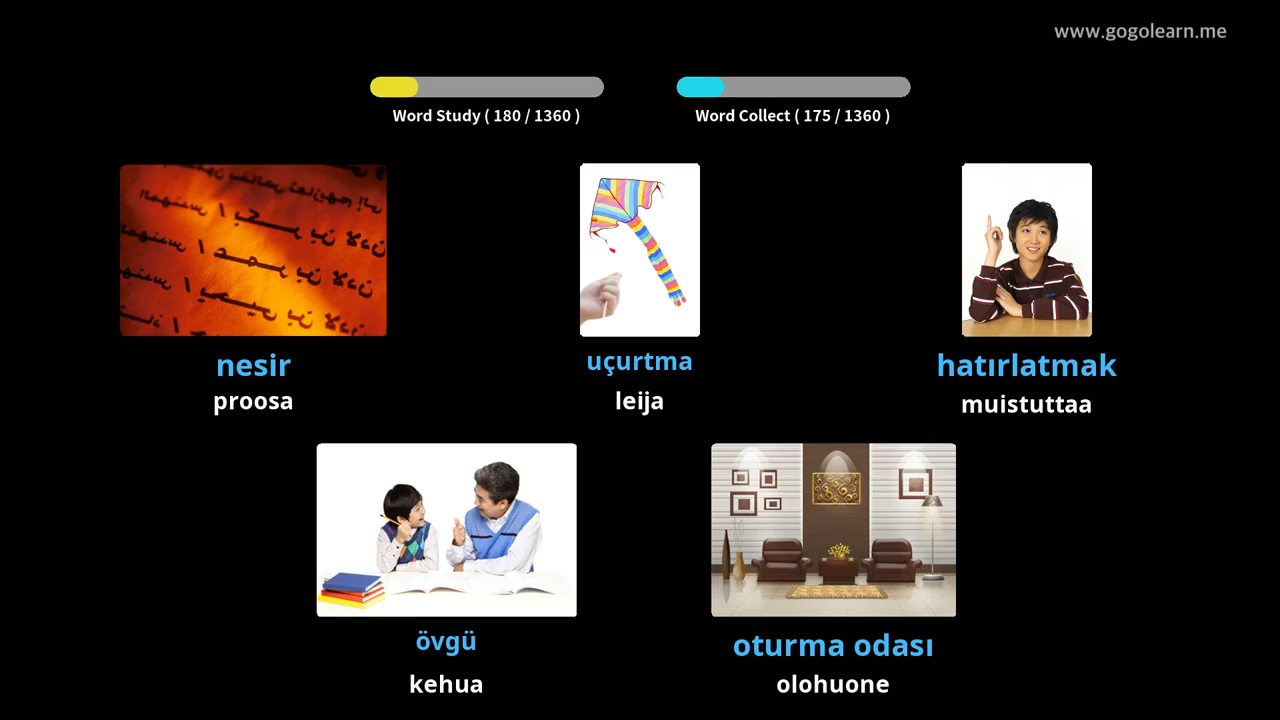 www.gogolearn.me
Word Study ( 180 / 1360 )
Word Collect ( 175 / 1360 )
nesir
proosa
uçurtma
leija
hatırlatmak
muistuttaa
övgü
kehua
oturma odası
olohuone